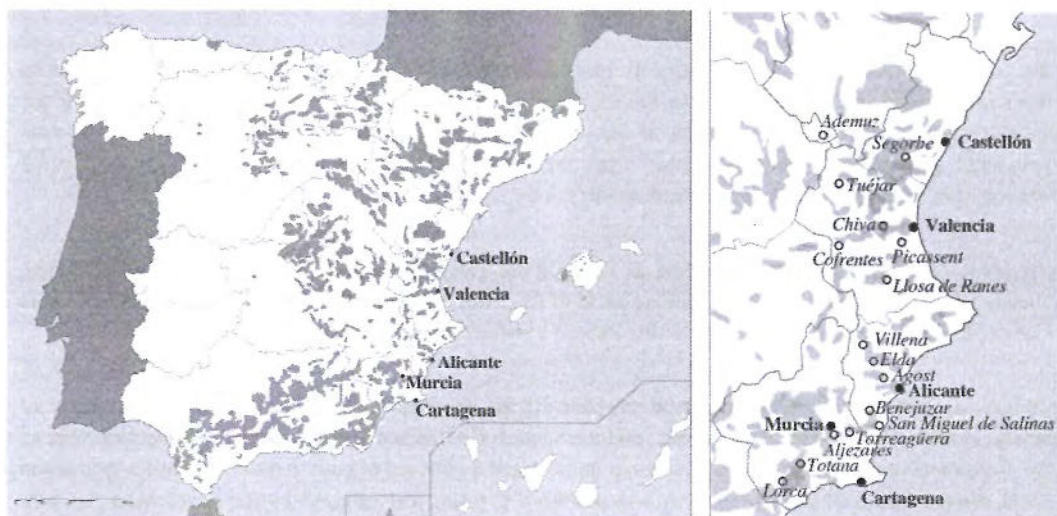 Castellón
Valencia
Alicante
Murcia
Cartagena
Ademuz
Segorbe
Castellón
Tuéjar
Chiva
Valencia
Cofrentes
Picassent
Llosa de Ranes
Villena
Elda
Agost
Alicante
Benejuzar
San Miguel de Salinas
Murcia
Torreagüera
Aljezares
Totana
Lorca
Cartagena